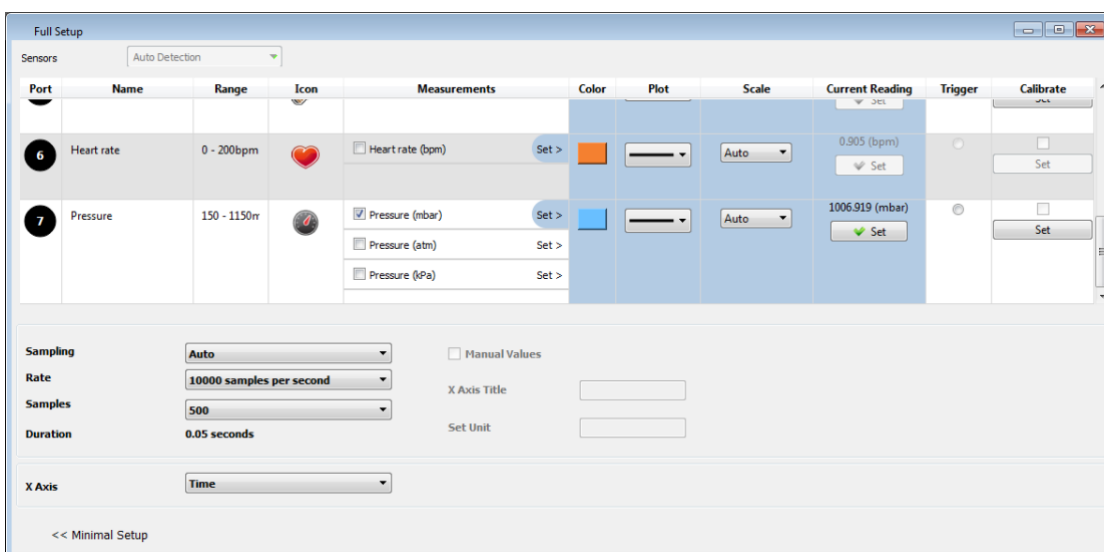 Full Setup
Sensors Auto Detection
Port Name Range Icon Measurements Color Plot Scale Current Reading Trigger Calibrate
Set Set
6 Heart rate 0 - 200bpm Heart rate (bpm) Set > Auto 0.905 (bpm)
Set Set
7 Pressure 150 - 1150m Pressure (mbar) Set > Auto 1006.919 (mbar)
Set Set
Pressure (atm) Set >
Pressure (kPa) Set >
Sampling Auto Manual Values
Rate 10000 samples per second
X Axis Title
Samples 500
Set Unit
Duration 0.05 seconds
X Axis Time
<< Minimal Setup